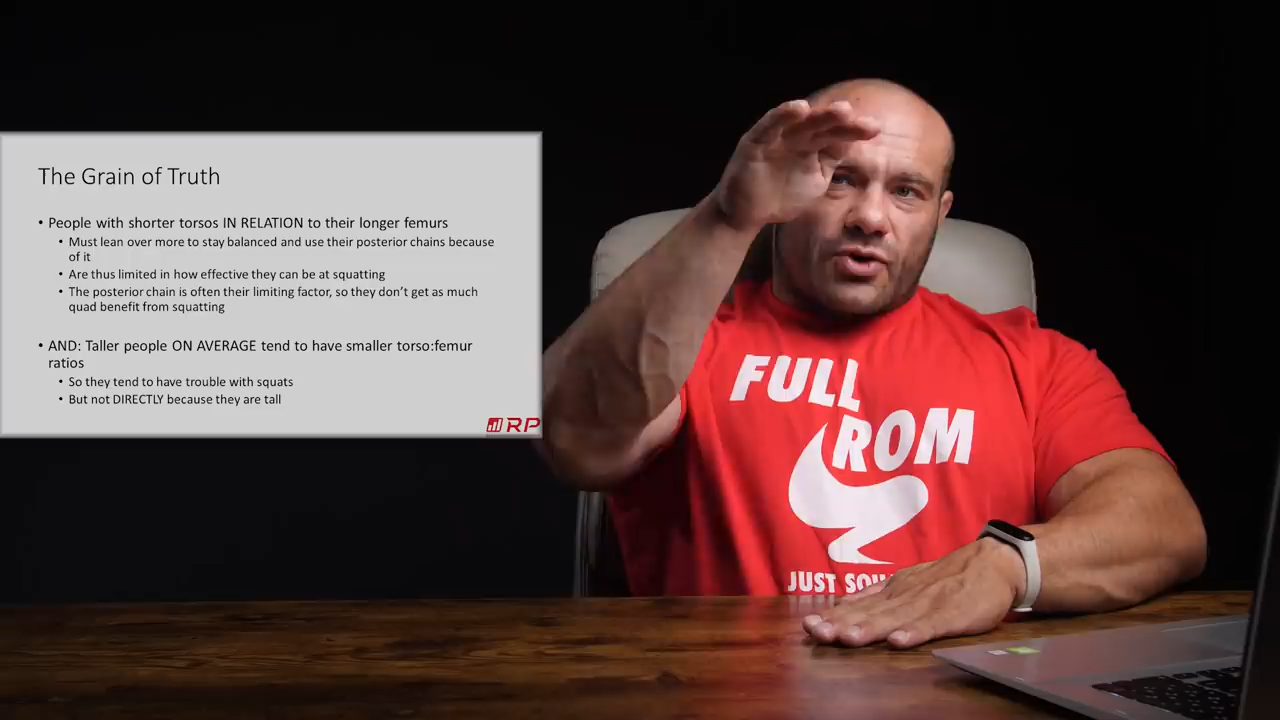 The Grain of Truth
• People with shorter torsos IN RELATION to their longer femurs
• Must lean over more to stay balanced and use their posterior chains because
of it
• Are thus limited in how effective they can be at squatting
• The posterior chain is often their limiting factor, so they don't get as much
quad benefit from squatting
• AND: Taller people ON AVERAGE tend to have smaller torso:femur
ratios
• So they tend to have trouble with squats
• But not DIRECTLY because they are tall
RP
FULL
ROM
JUST